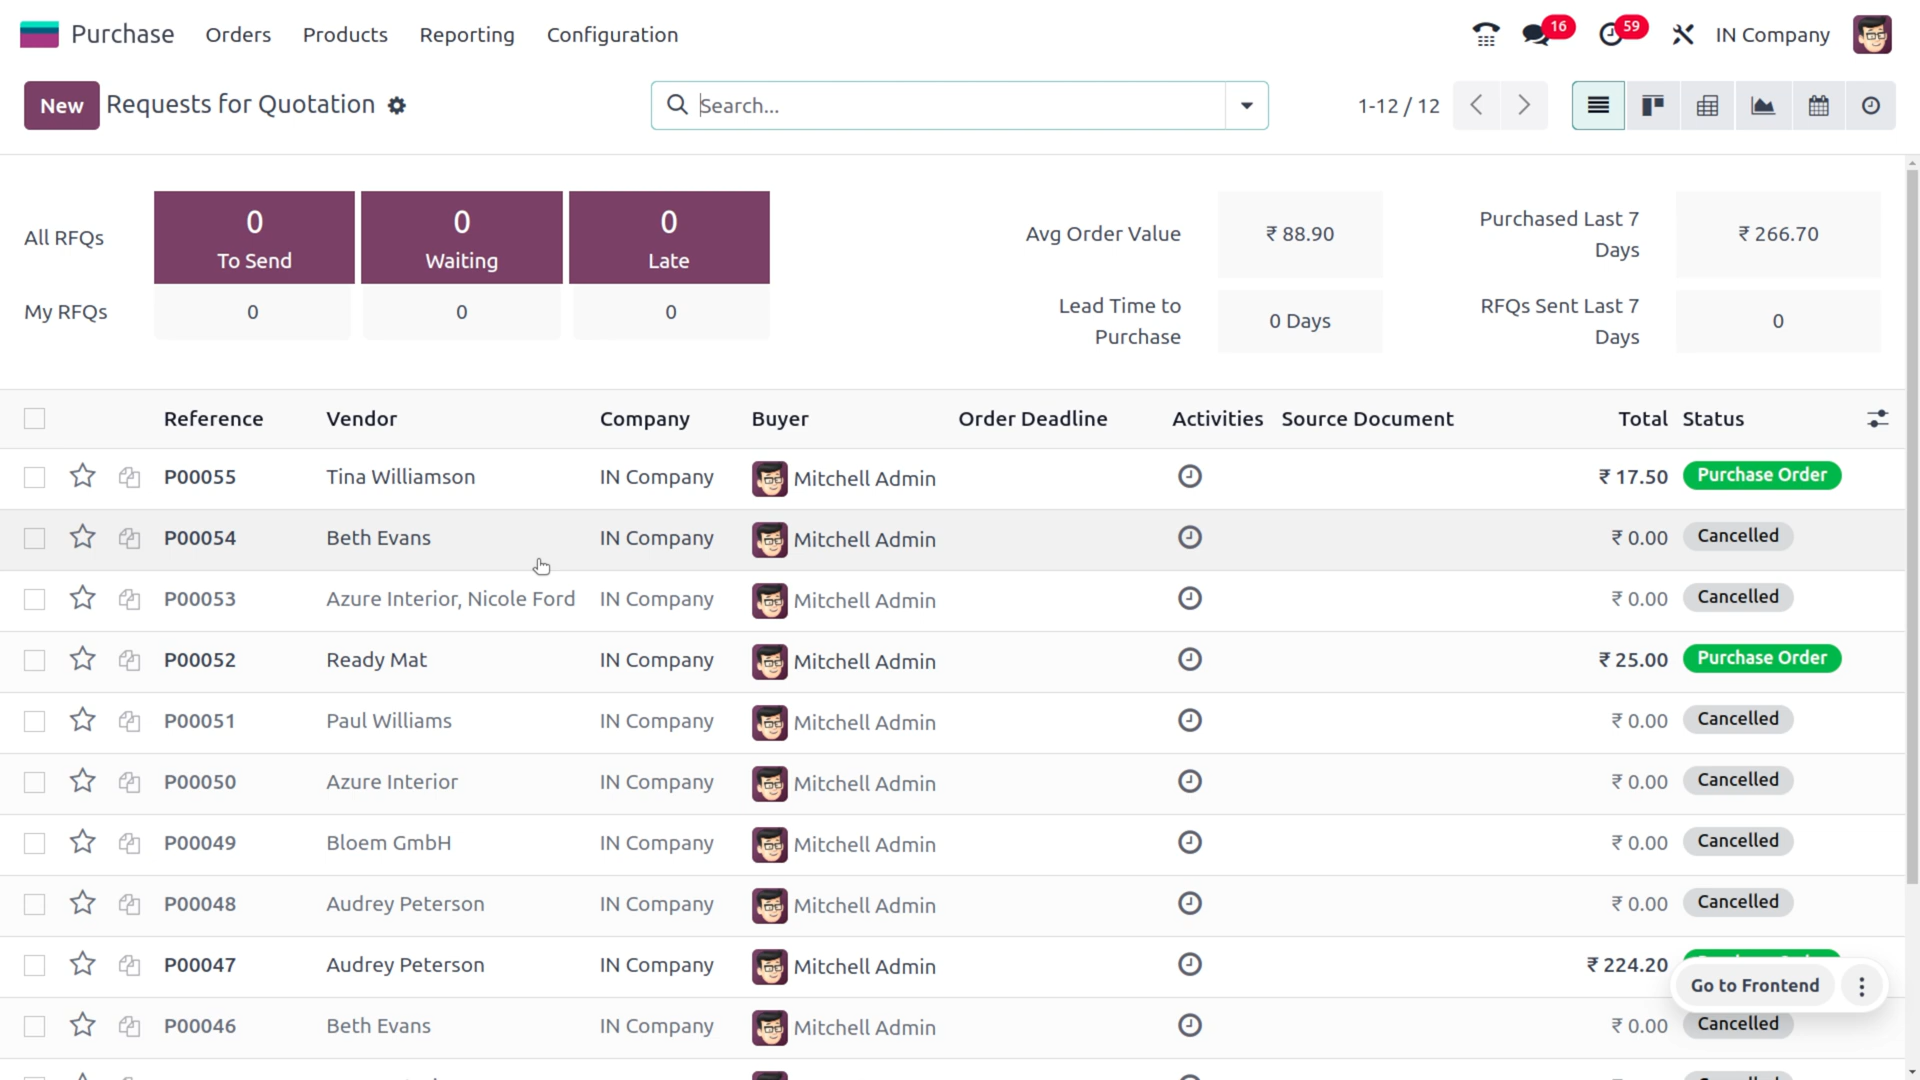 Purchase Orders Products Reporting Configuration 16 59 IN Company
New Requests for Quotation Search... 1-12 / 12
All RFQs 0 To Send 0 Waiting 0 Late
My RFQs 0 0 0
Avg Order Value ₹ 88.90
Purchased Last 7
Days ₹ 266.70
Lead Time to
Purchase 0 Days
RFQs Sent Last 7
Days 0
Reference Vendor Company Buyer Order Deadline Activities Source Document Total Status
P00055 Tina Williamson IN Company Mitchell Admin ₹ 17.50 Purchase Order
P00054 Beth Evans IN Company Mitchell Admin ₹ 0.00 Cancelled
P00053 Azure Interior, Nicole Ford IN Company Mitchell Admin ₹ 0.00 Cancelled
P00052 Ready Mat IN Company Mitchell Admin ₹ 25.00 Purchase Order
P00051 Paul Williams IN Company Mitchell Admin ₹ 0.00 Cancelled
P00050 Azure Interior IN Company Mitchell Admin ₹ 0.00 Cancelled
P00049 Bloem GmbH IN Company Mitchell Admin ₹ 0.00 Cancelled
P00048 Audrey Peterson IN Company Mitchell Admin ₹ 0.00 Cancelled
P00047 Audrey Peterson IN Company Mitchell Admin ₹ 224.20
Go to Frontend
P00046 Beth Evans IN Company Mitchell Admin ₹ 0.00 Cancelled